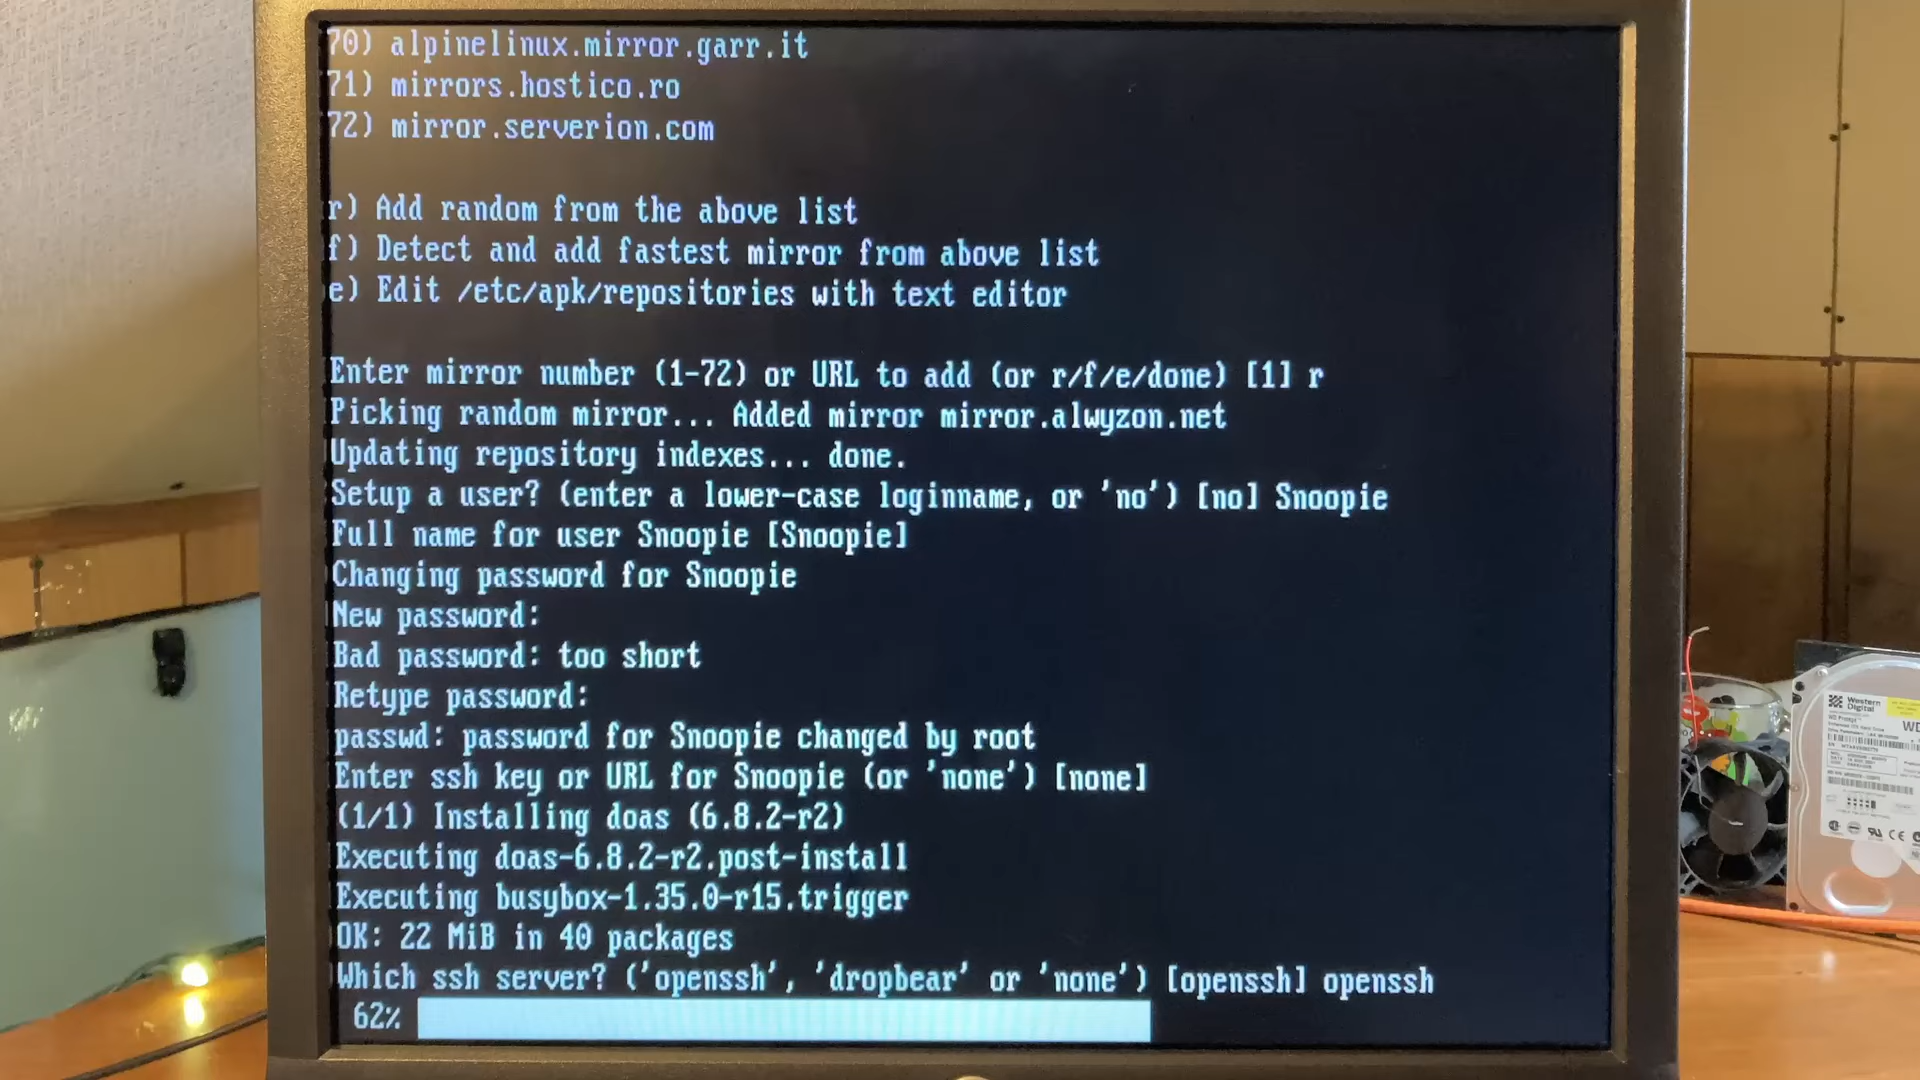 70) alpinelinux.mirror.garr.it
71) mirrors.hostico.ro
72) mirror.serverion.com
r) Add random from the above list
f) Detect and add fastest mirror from above list
e) Edit /etc/apk/repositories with text editor
Enter mirror number (1-72) or URL to add (or r/f/e/done) [1] r
Picking random mirror... Added mirror mirror.alwyzon.net
Updating repository indexes... done.
Setup a user? (enter a lower-case loginname, or 'no') [no] Snoopie
Full name for user Snoopie [Snoopie]
Changing password for Snoopie
New password:
Bad password: too short
Retype password:
passwd: password for Snoopie changed by root
Enter ssh key or URL for Snoopie (or 'none') [none]
(1/1) Installing doas (6.8.2-r2)
Executing doas-6.8.2-r2.post-install
Executing busybox-1.35.0-r15.trigger
OK: 22 MiB in 40 packages
Which ssh server? ('openssh', 'dropbear' or 'none') [openssh] openssh
62%
Western
Digital
WD